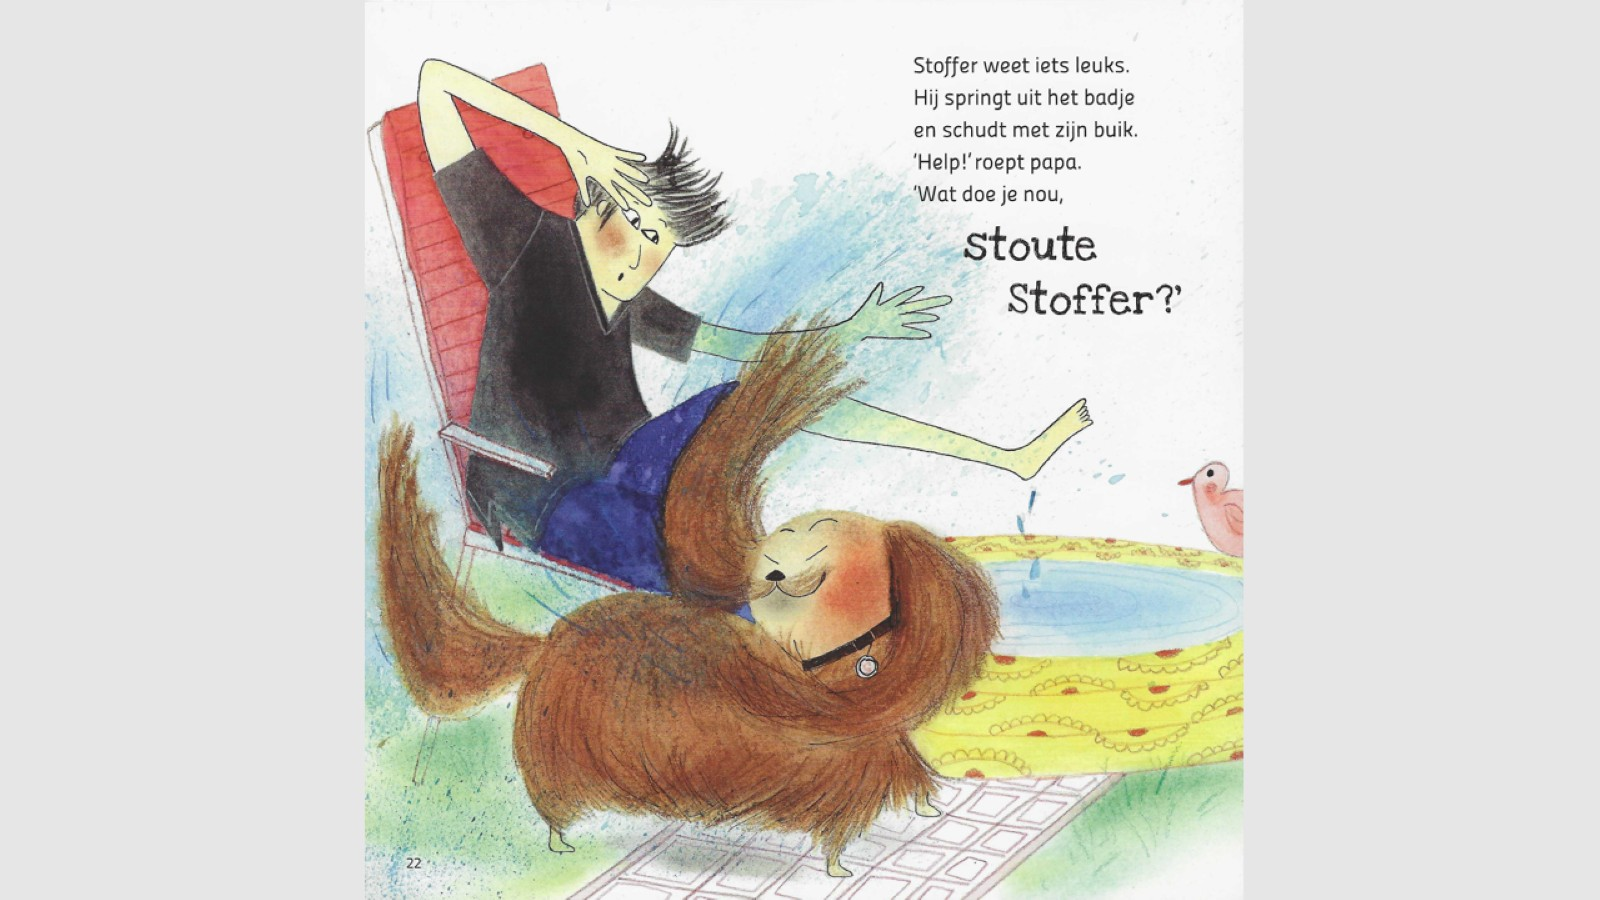 Stoffer weet iets leuks.
Hij springt uit het badje
en schudt met zijn buik.
‘Help!’ roept papa.
‘Wat doe je nou,
stoute
Stoffer?’
22